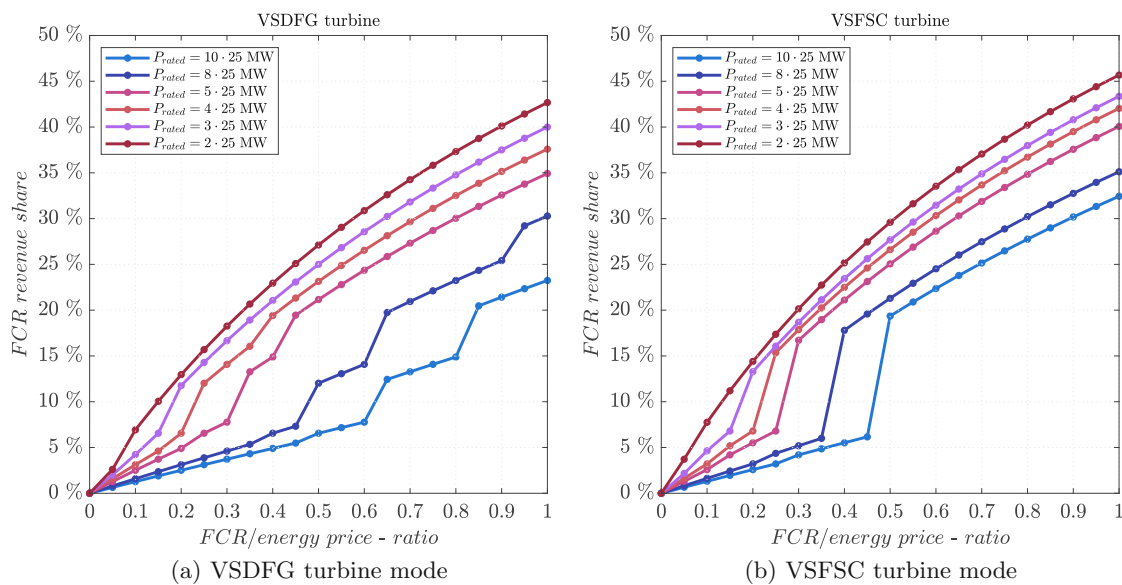 VSDFG turbine
50 %
45 %
40 %
35 %
30 %
25 %
20 %
15 %
10 %
5 %
0 %
FCR revenue share
P_rated = 10 · 25 MW
P_rated = 8 · 25 MW
P_rated = 5 · 25 MW
P_rated = 4 · 25 MW
P_rated = 3 · 25 MW
P_rated = 2 · 25 MW
0 0.1 0.2 0.3 0.4 0.5 0.6 0.7 0.8 0.9 1
FCR/energy price - ratio
(a) VSDFG turbine mode
VSFSC turbine
50 %
45 %
40 %
35 %
30 %
25 %
20 %
15 %
10 %
5 %
0 %
FCR revenue share
P_rated = 10 · 25 MW
P_rated = 8 · 25 MW
P_rated = 5 · 25 MW
P_rated = 4 · 25 MW
P_rated = 3 · 25 MW
P_rated = 2 · 25 MW
0 0.1 0.2 0.3 0.4 0.5 0.6 0.7 0.8 0.9 1
FCR/energy price - ratio
(b) VSFSC turbine mode